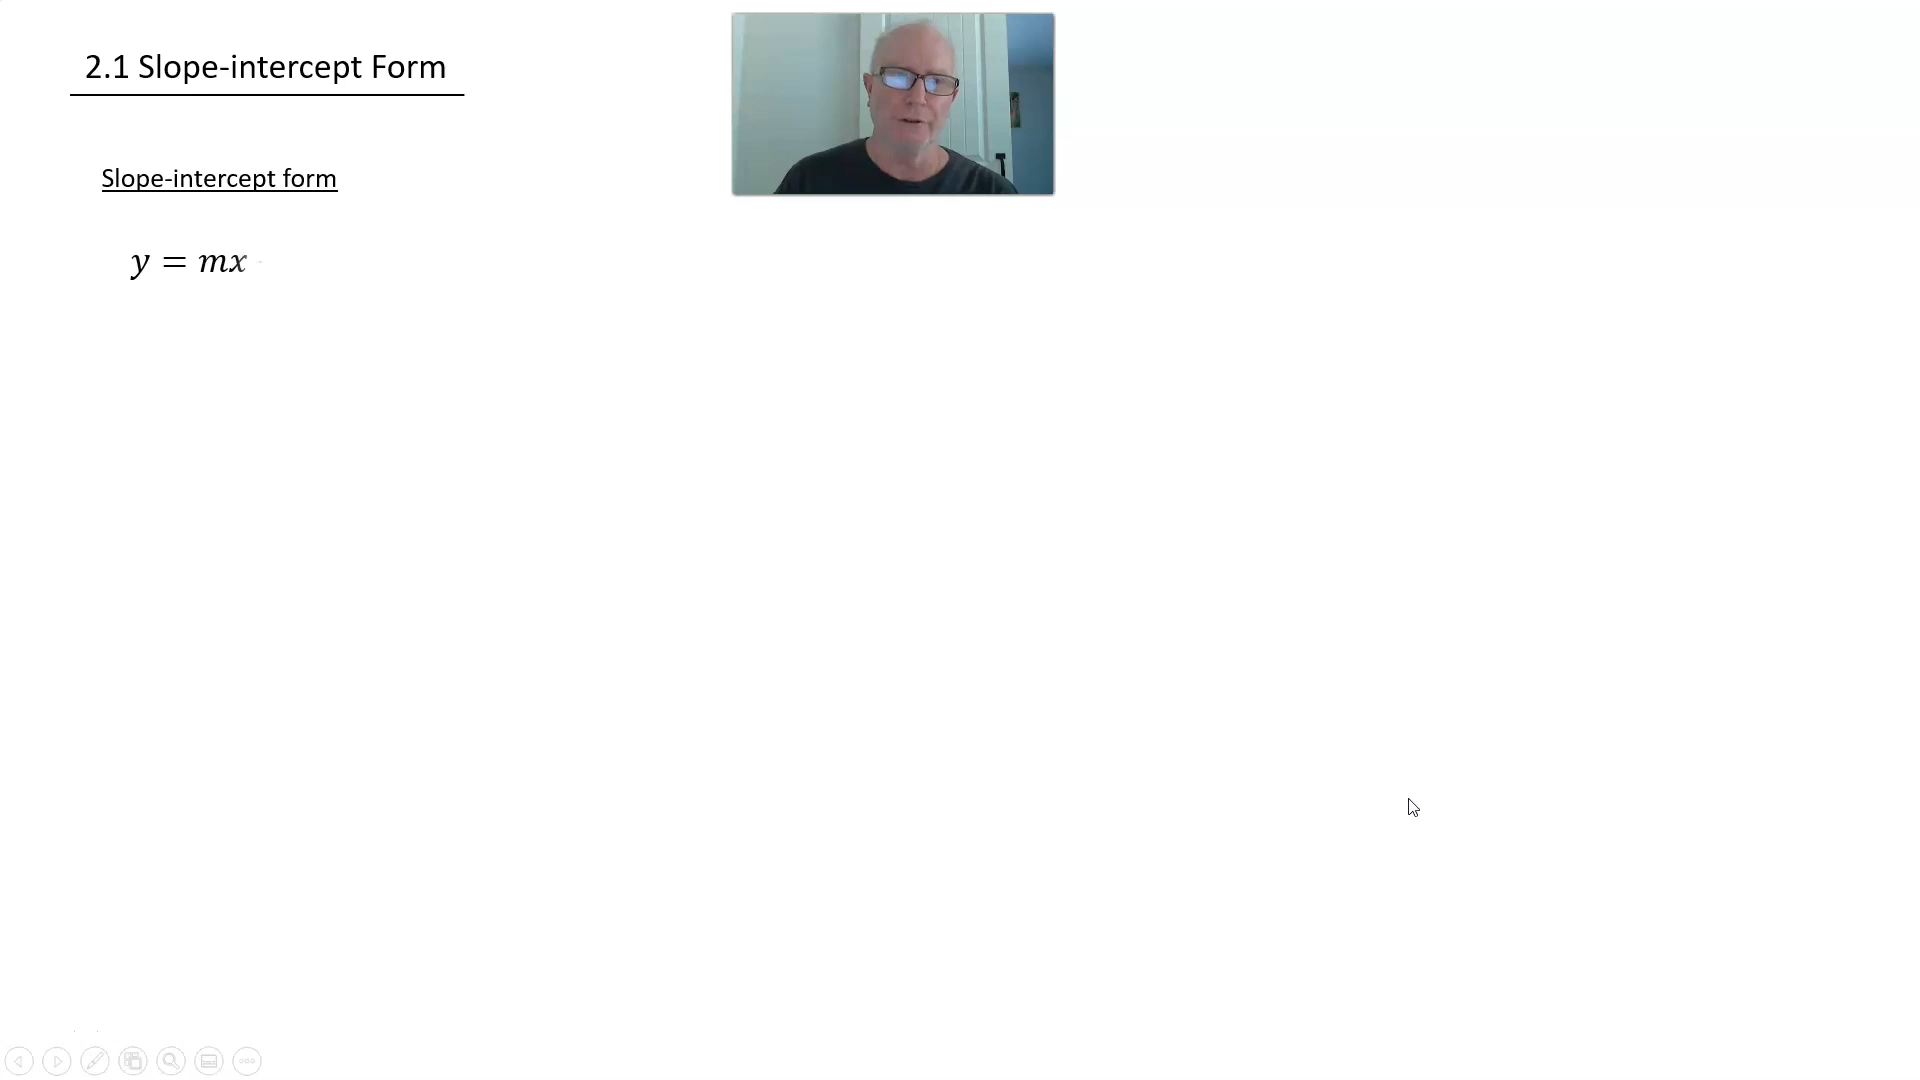 2.1 Slope-intercept Form
Slope-intercept form
y = mx